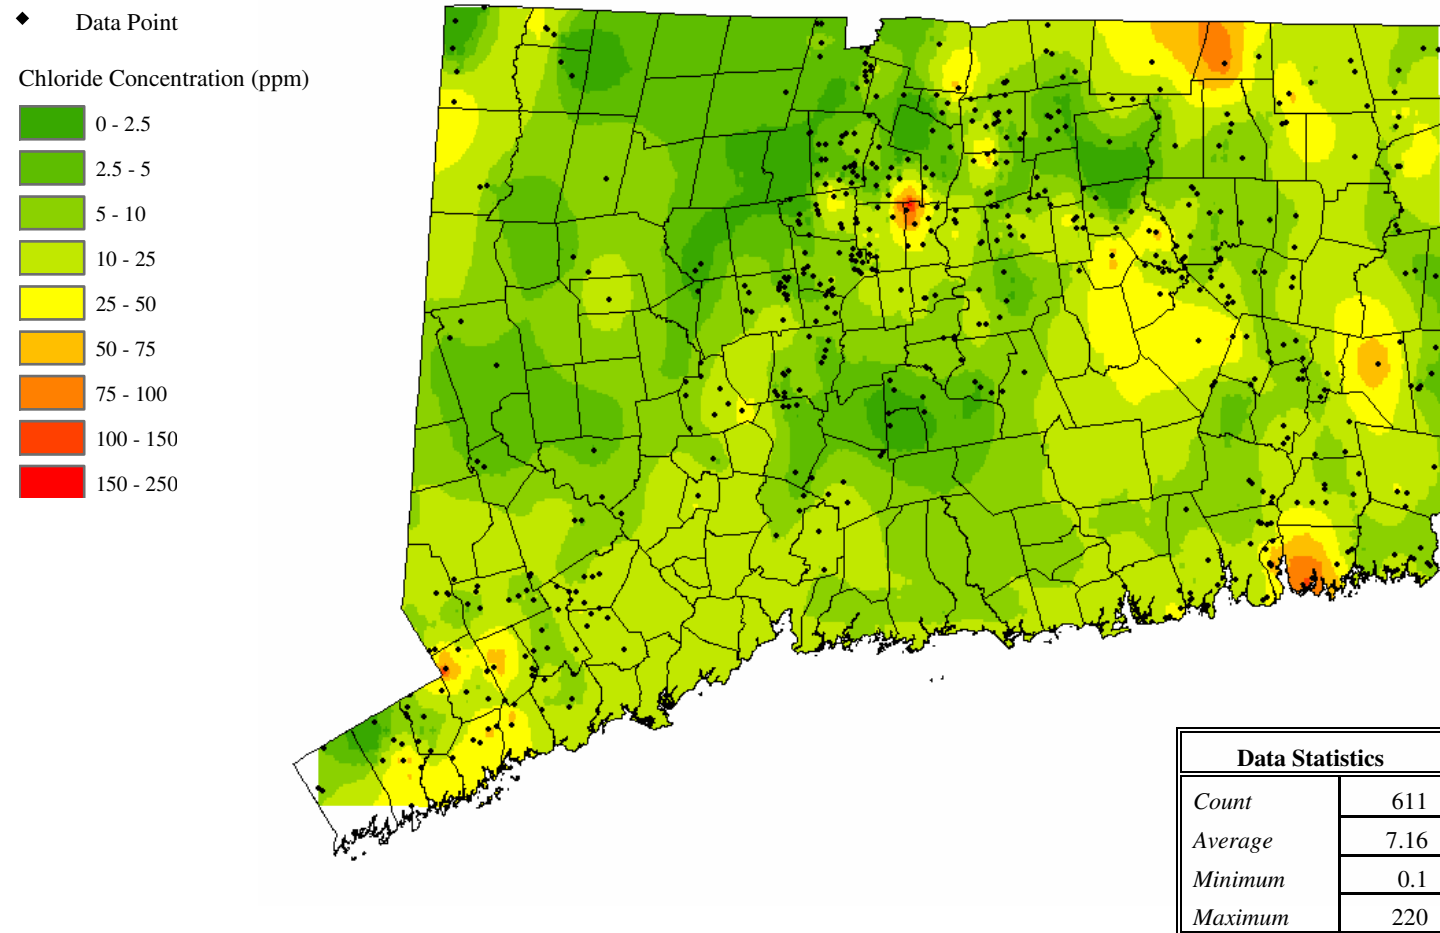 Data Point
Chloride Concentration (ppm)
0 - 2.5
2.5 - 5
5 - 10
10 - 25
25 - 50
50 - 75
75 - 100
100 - 150
150 - 250
Data Statistics
Count 611
Average 7.16
Minimum 0.1
Maximum 220